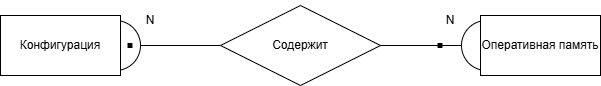 N
N
Конфигурация
Содержит
Оперативная память